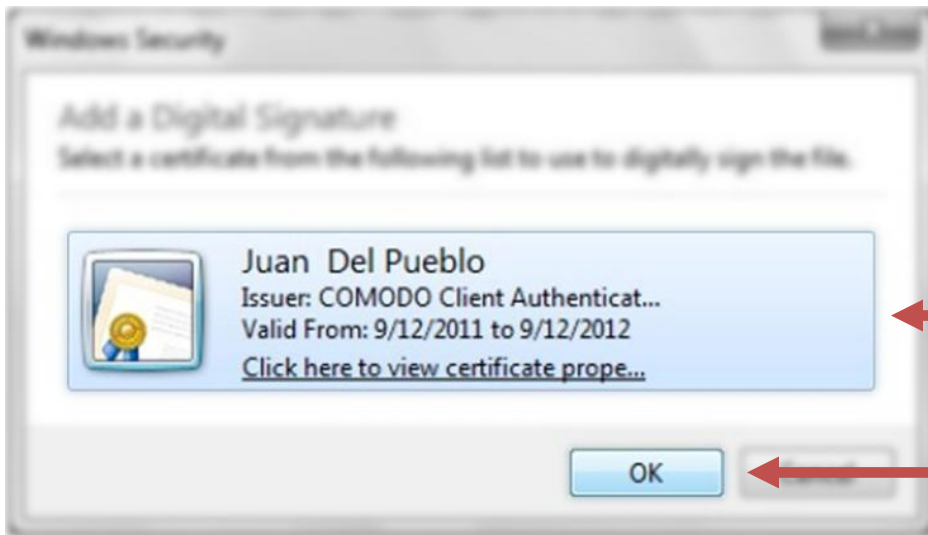 Windows Security
Add a Digital Signature
Select a certificate from the following list to use to digitally sign the file.
Juan Del Pueblo
Issuer: COMODO Client Authenticat...
Valid From: 9/12/2011 to 9/12/2012
Click here to view certificate prope...
OK
Cancel